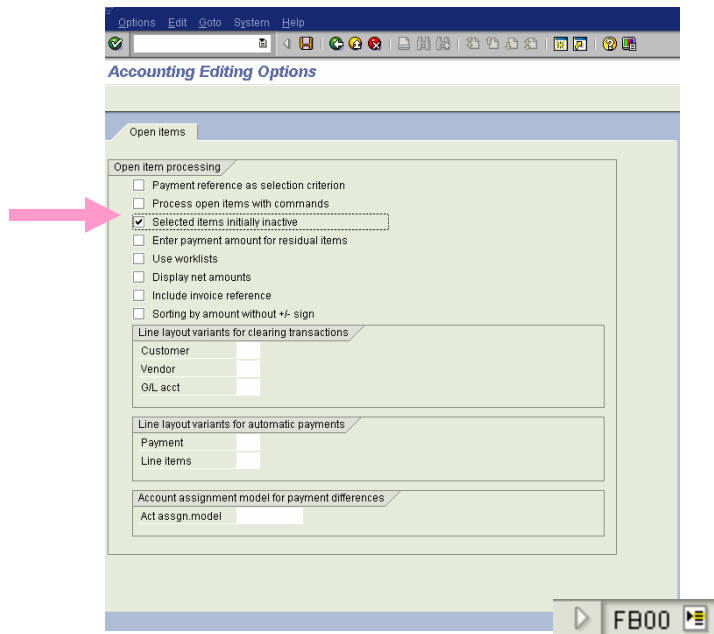 Options Edit Goto System Help
Accounting Editing Options
Open items
Open item processing
Payment reference as selection criterion
Process open items with commands
Selected items initially inactive
Enter payment amount for residual items
Use worklists
Display net amounts
Include invoice reference
Sorting by amount without +/- sign
Line layout variants for clearing transactions
Customer
Vendor
G/L acct
Line layout variants for automatic payments
Payment
Line items
Account assignment model for payment differences
Act assgn.model
FB00